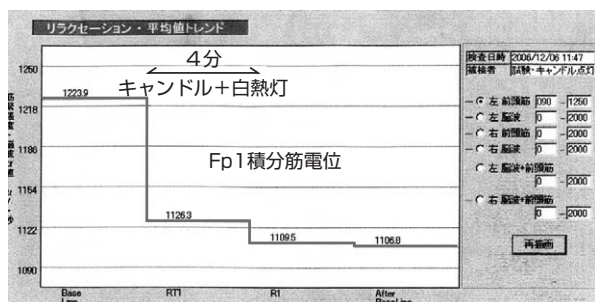 リラクセーション・平均値トレンド
4分
キャンドル+白熱灯
Fp1積分筋電位
1250
1218
1186
1154
1122
1090
1223.9
1126.3
1109.5
1106.8
Base
Line
RT1
R1
After
BaseLine
検査日時 2006/12/06 11:47
被検者 試験・キャンドル点灯
左 前頭筋 090 - 1250
左 脳波 0 - 2000
右 前頭筋 0 - 2000
右 脳波 0 - 2000
左 脳波+前頭筋
0 - 2000
右 脳波+前頭筋
0 - 2000
再描画